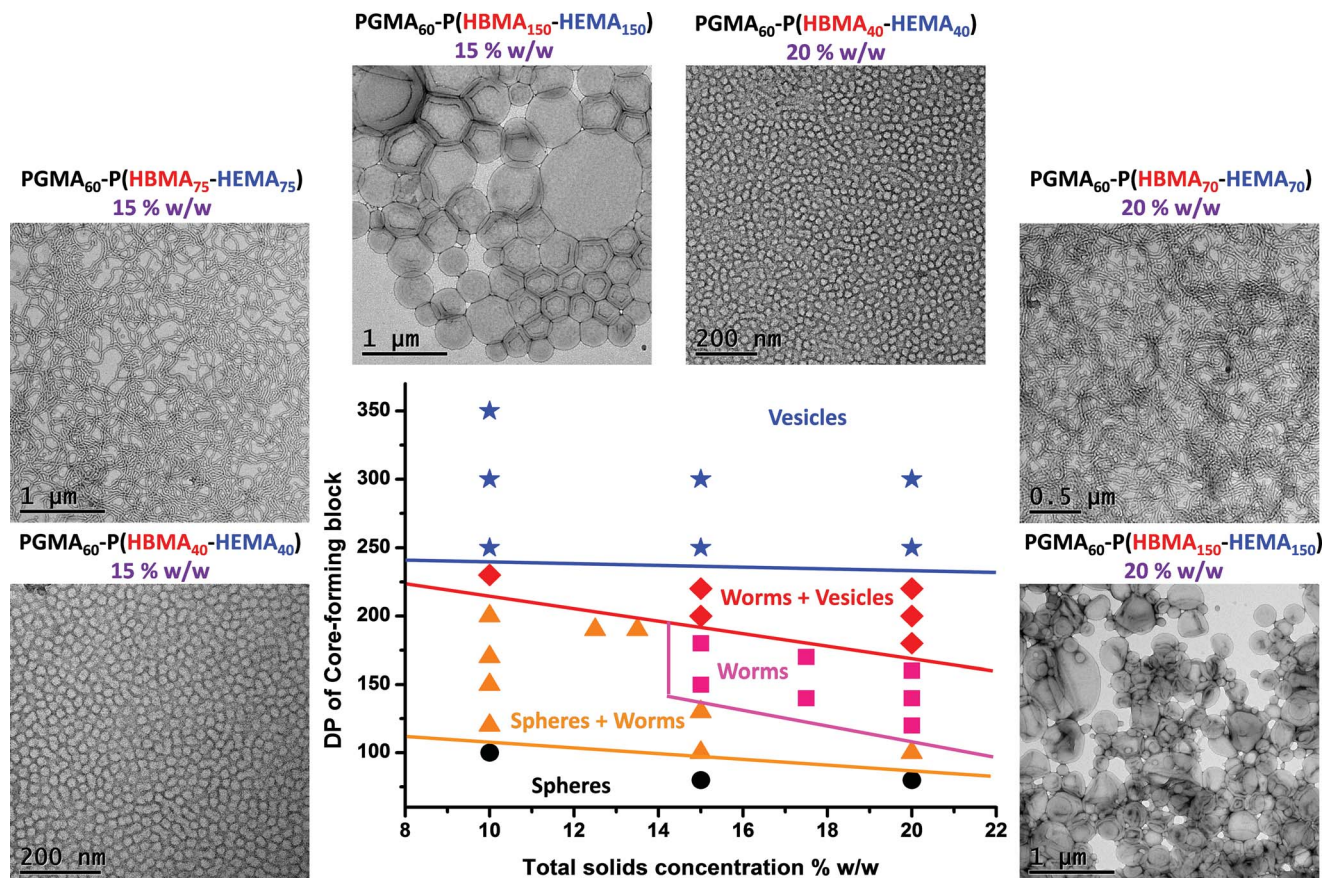 PGMA60-P(HBMA150-HEMA150)
15 % w/w
1 µm
PGMA60-P(HBMA40-HEMA40)
20 % w/w
200 nm
PGMA60-P(HBMA75-HEMA75)
15 % w/w
1 µm
PGMA60-P(HBMA70-HEMA70)
20 % w/w
0.5 µm
PGMA60-P(HBMA40-HEMA40)
15 % w/w
200 nm
PGMA60-P(HBMA150-HEMA150)
20 % w/w
1 µm
DP of Core-forming block
350
300
250
200
150
100
Vesicles
Worms + Vesicles
Worms
Spheres + Worms
Spheres
8 10 12 14 16 18 20 22
Total solids concentration % w/w